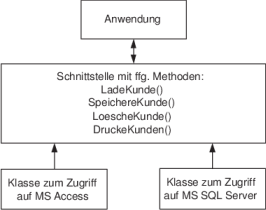 Anwendung
Schnittstelle mit ffg. Methoden:
LadeKunde()
SpeichereKunde()
LoescheKunde()
DruckeKunden()
Klasse zum Zugriff
auf MS Access
Klasse zum Zugriff
auf MS SQL Server